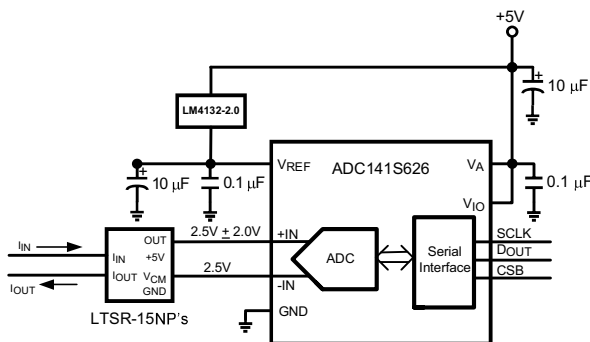 +5V
10 µF
LM4132-2.0
VREF
ADC141S626
VA
10 µF
0.1 µF
0.1 µF
VIO
OUT
2.5V ± 2.0V
+IN
SCLK
IIN
IIN
+5V
ADC
Serial
Interface
DOUT
IOUT
VCM
2.5V
-IN
CSB
IOUT
GND
GND
LTSR-15NP's